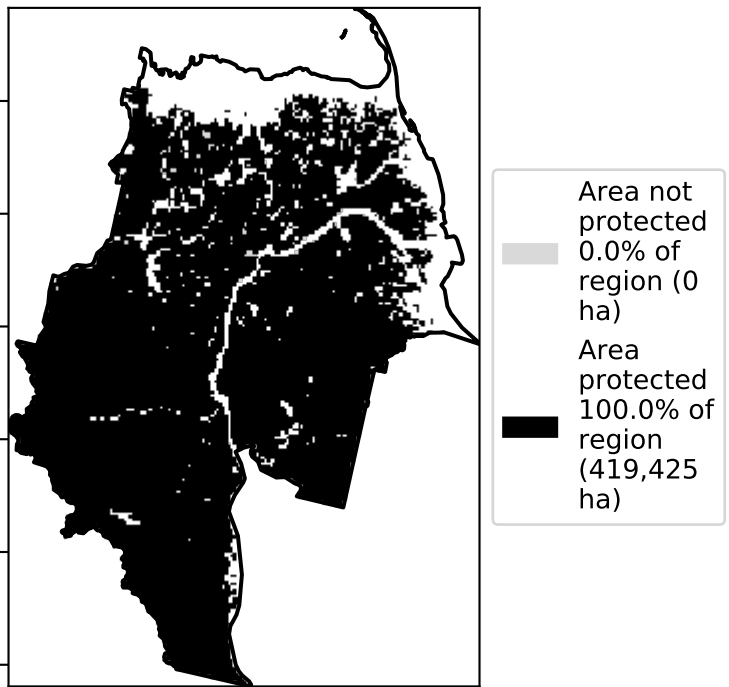 Area not
protected
0.0% of
region (0
ha)
Area
protected
100.0% of
region
(419,425
ha)